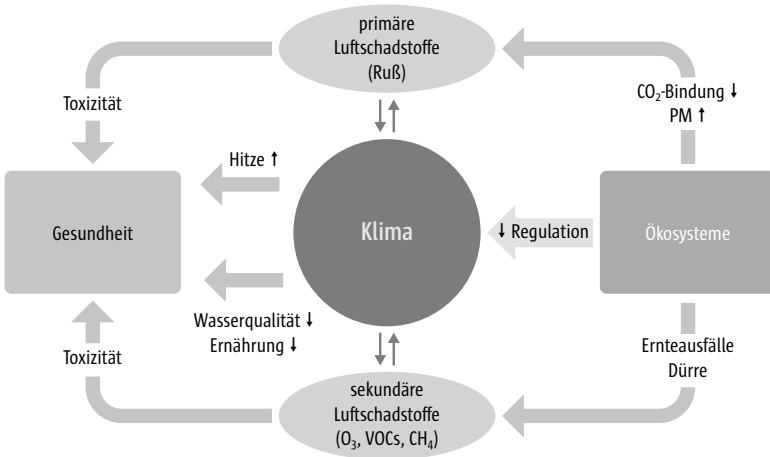 primäre
Luftschadstoffe
(Ruß)
Toxizität
CO₂-Bindung ↓
PM ↑
Hitze ↑
Gesundheit
Klima
↓ Regulation
Ökosysteme
Wasserqualität ↓
Ernährung ↓
Toxizität
Ernteausfälle
Dürre
sekundäre
Luftschadstoffe
(O₃, VOCs, CH₄)